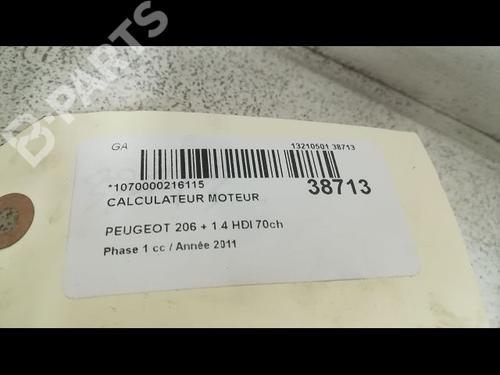 B-PARTS
GA 13210501 38713
*1070000216115 38713
CALCULATEUR MOTEUR
PEUGEOT 206 + 1.4 HDI 70ch
Phase 1 cc / Année 2011